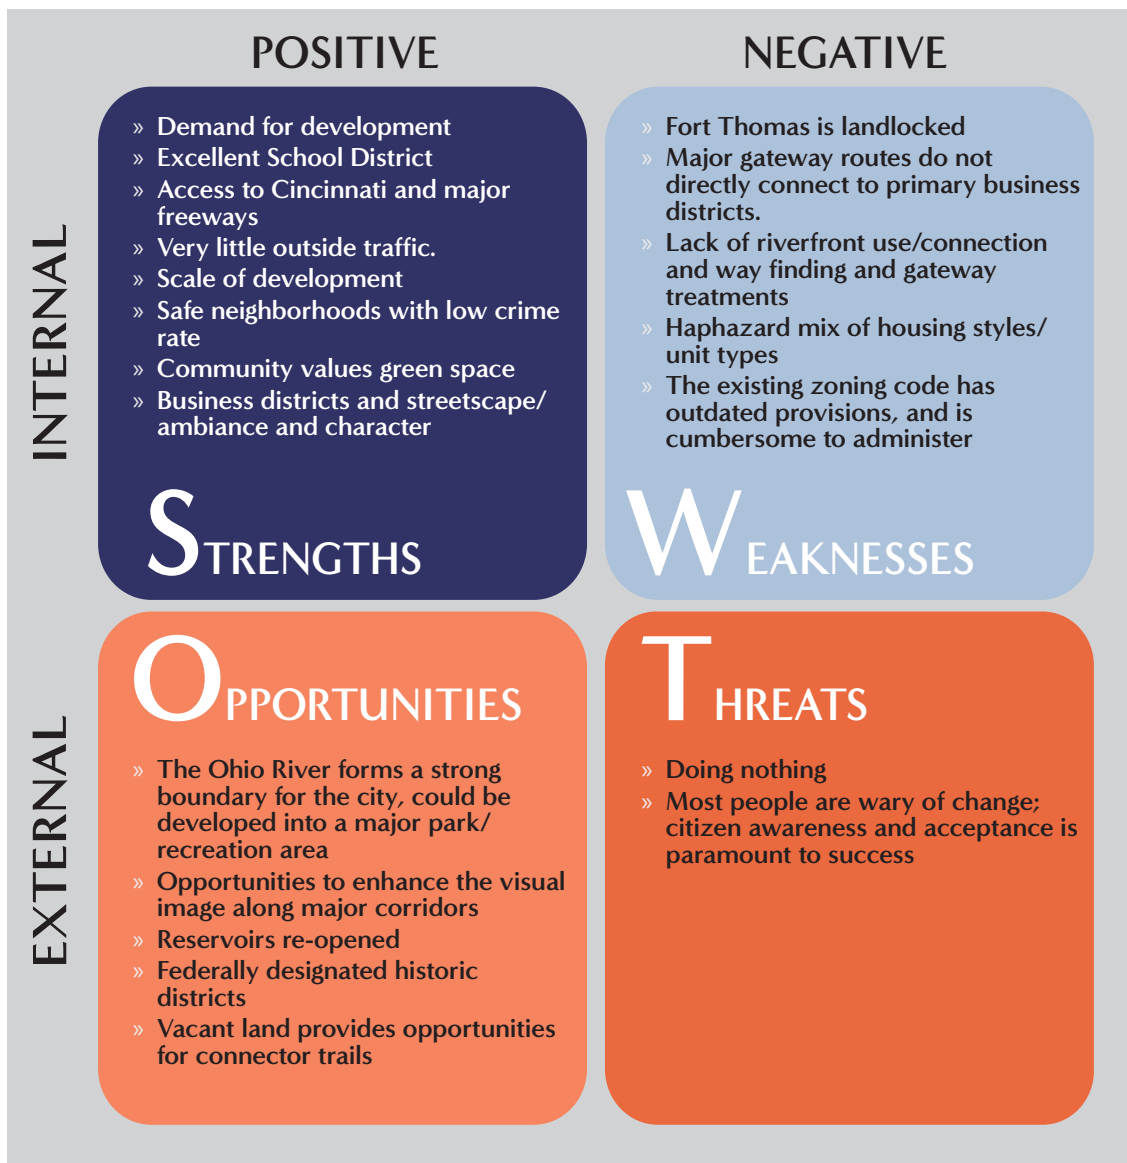 POSITIVE
NEGATIVE
INTERNAL
» Demand for development
» Excellent School District
» Access to Cincinnati and major
freeways
» Very little outside traffic.
» Scale of development
» Safe neighborhoods with low crime
rate
» Community values green space
» Business districts and streetscape/
ambiance and character
STRENGTHS
» Fort Thomas is landlocked
» Major gateway routes do not
directly connect to primary business
districts.
» Lack of riverfront use/connection
and way finding and gateway
treatments
» Haphazard mix of housing styles/
unit types
» The existing zoning code has
outdated provisions, and is
cumbersome to administer
WEAKNESSES
EXTERNAL
OPPORTUNITIES
» The Ohio River forms a strong
boundary for the city, could be
developed into a major park/
recreation area
» Opportunities to enhance the visual
image along major corridors
» Reservoirs re-opened
» Federally designated historic
districts
» Vacant land provides opportunities
for connector trails
THREATS
» Doing nothing
» Most people are wary of change;
citizen awareness and acceptance is
paramount to success